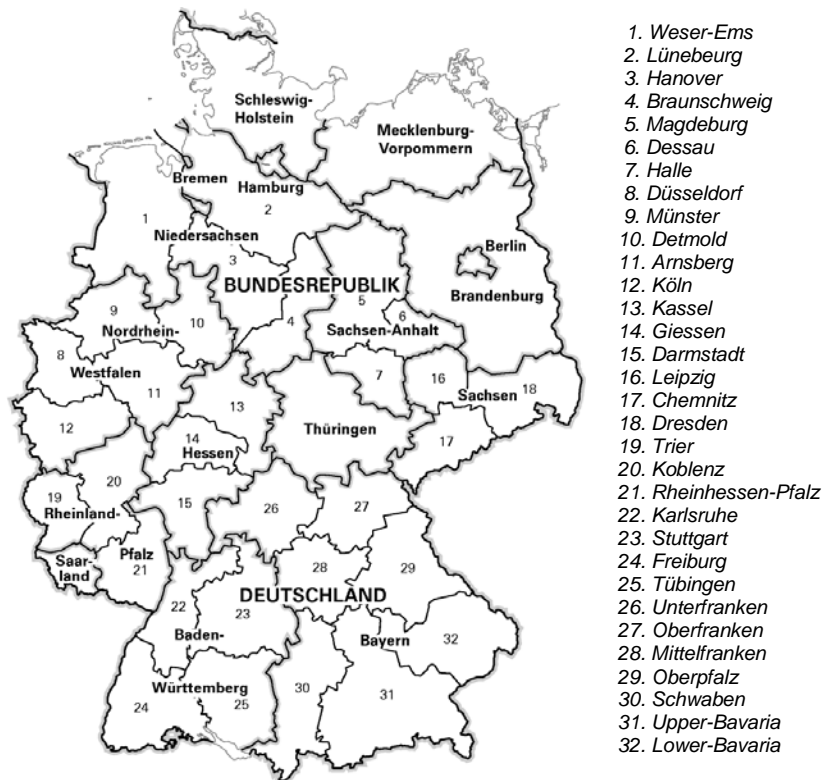 Schleswig-
Holstein
Mecklenburg-
Vorpommern
Bremen
Hamburg
1
2
Niedersachsen
3
Berlin
BUNDESREPUBLIK
Brandenburg
5
9
Nordrhein-
10
4
6
Sachsen-Anhalt
8
Westfalen
7
16
18
11
13
Sachsen
12
Thüringen
17
14
Hessen
20
19
15
26
27
Rheinland-
Saar-
land
Pfalz
21
28
29
DEUTSCHLAND
22
23
Baden-
Bayern
32
Württemberg
24
25
30
31
1. Weser-Ems
2. Lünebeurg
3. Hanover
4. Braunschweig
5. Magdeburg
6. Dessau
7. Halle
8. Düsseldorf
9. Münster
10. Detmold
11. Arnsberg
12. Köln
13. Kassel
14. Giessen
15. Darmstadt
16. Leipzig
17. Chemnitz
18. Dresden
19. Trier
20. Koblenz
21. Rheinhessen-Pfalz
22. Karlsruhe
23. Stuttgart
24. Freiburg
25. Tübingen
26. Unterfranken
27. Oberfranken
28. Mittelfranken
29. Oberpfalz
30. Schwaben
31. Upper-Bavaria
32. Lower-Bavaria